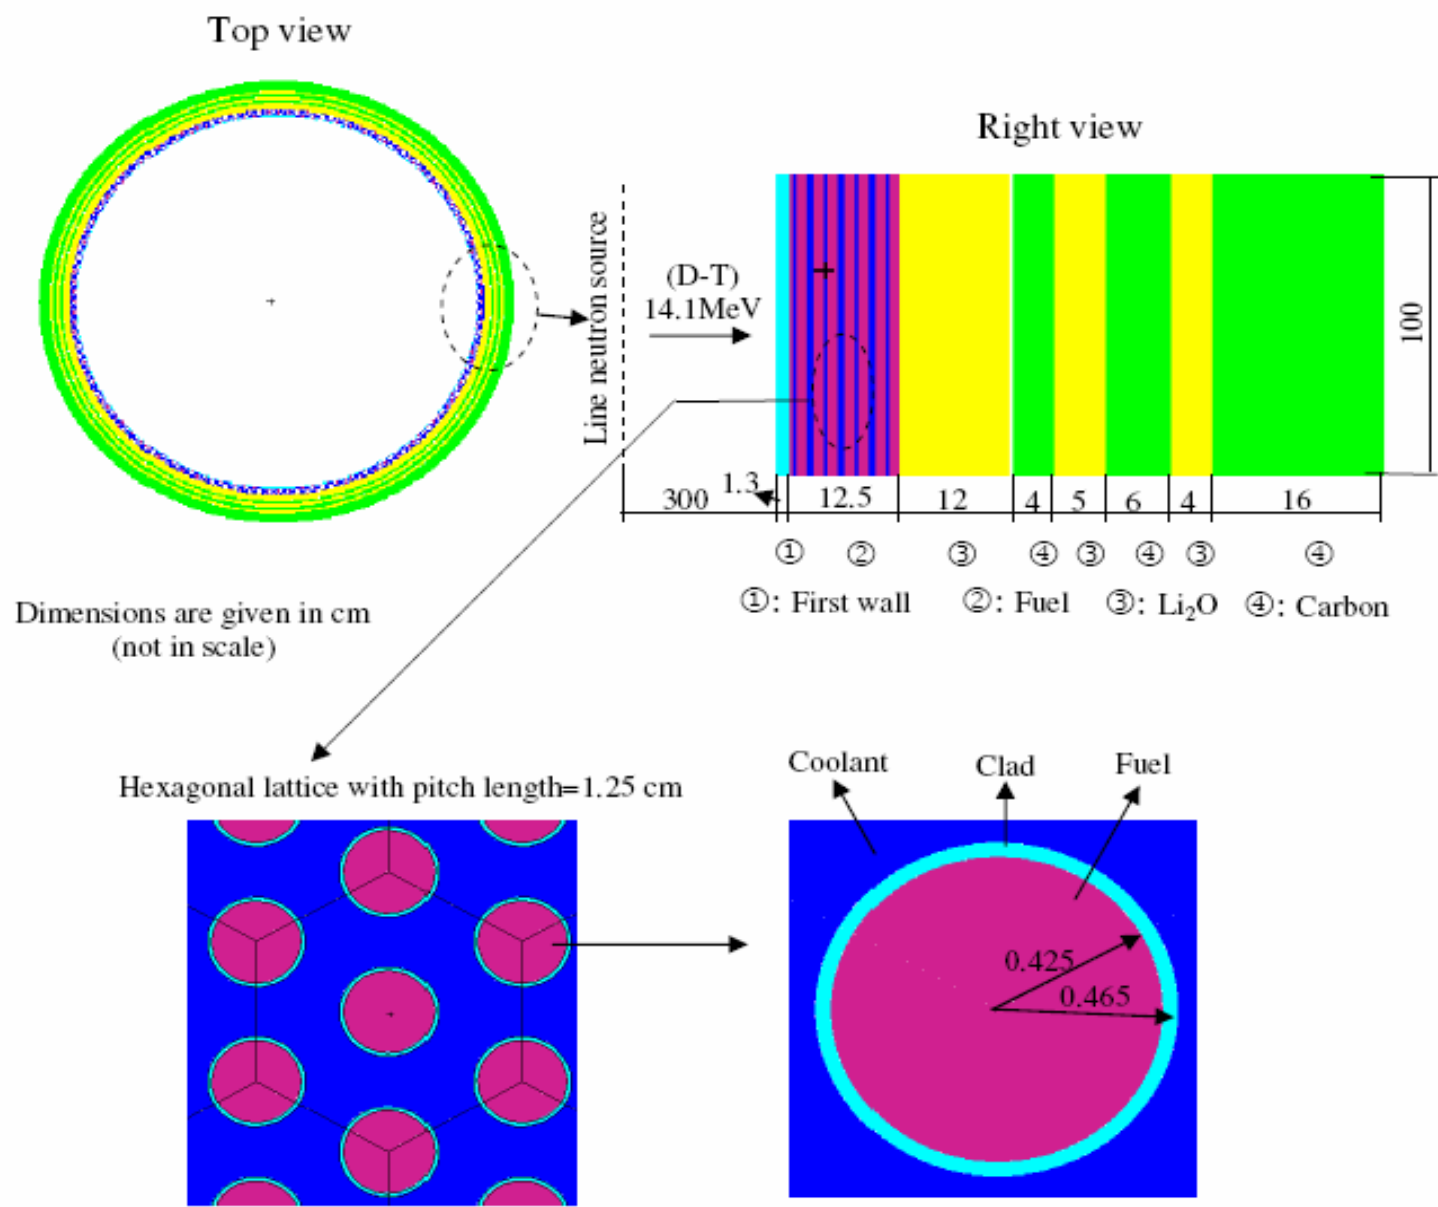 Top view
Right view
Line neutron source
(D-T)
14.1MeV
100
300
1.3
12.5
12
4
5
6
4
16
①
②
③
④
③
④
③
④
①: First wall
②: Fuel
③: Li₂O
④: Carbon
Dimensions are given in cm
(not in scale)
Hexagonal lattice with pitch length=1.25 cm
Coolant
Clad
Fuel
0.425
0.465